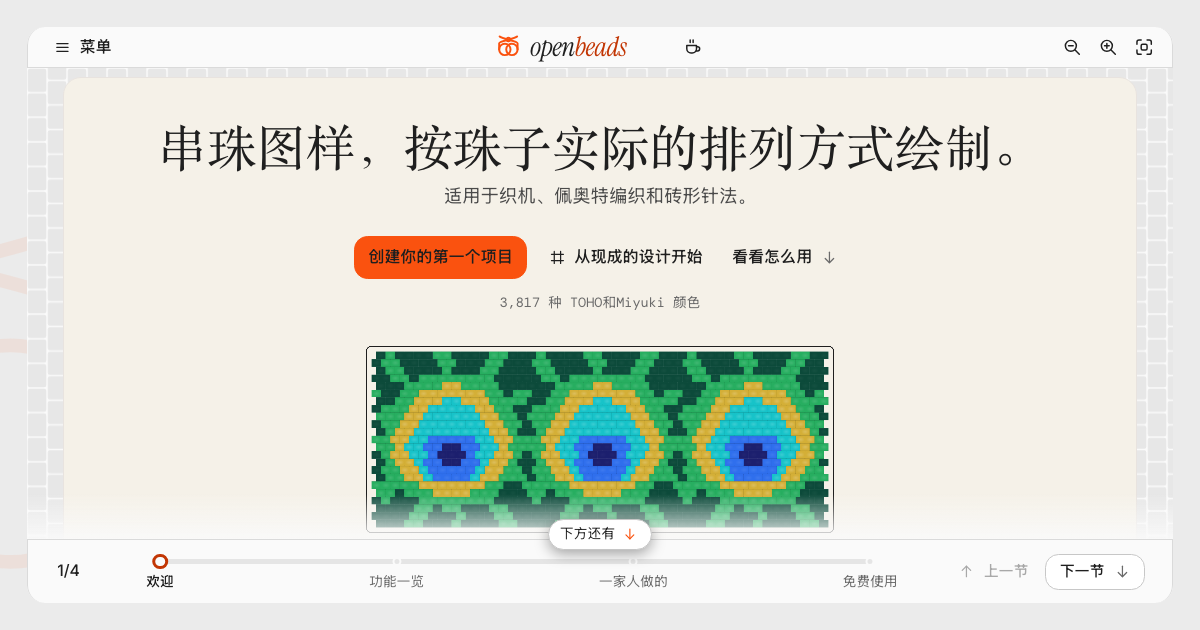 菜单
openbeads
串珠图样，按珠子实际的排列方式绘制。
适用于织机、佩奥特编织和砖形针法。
创建你的第一个项目
从现成的设计开始
看看怎么用 ↓
3,817 种 TOHO和Miyuki 颜色
下方还有 ↓
1/4
欢迎
功能一览
一家人做的
免费使用
↑ 上一节
下一节 ↓